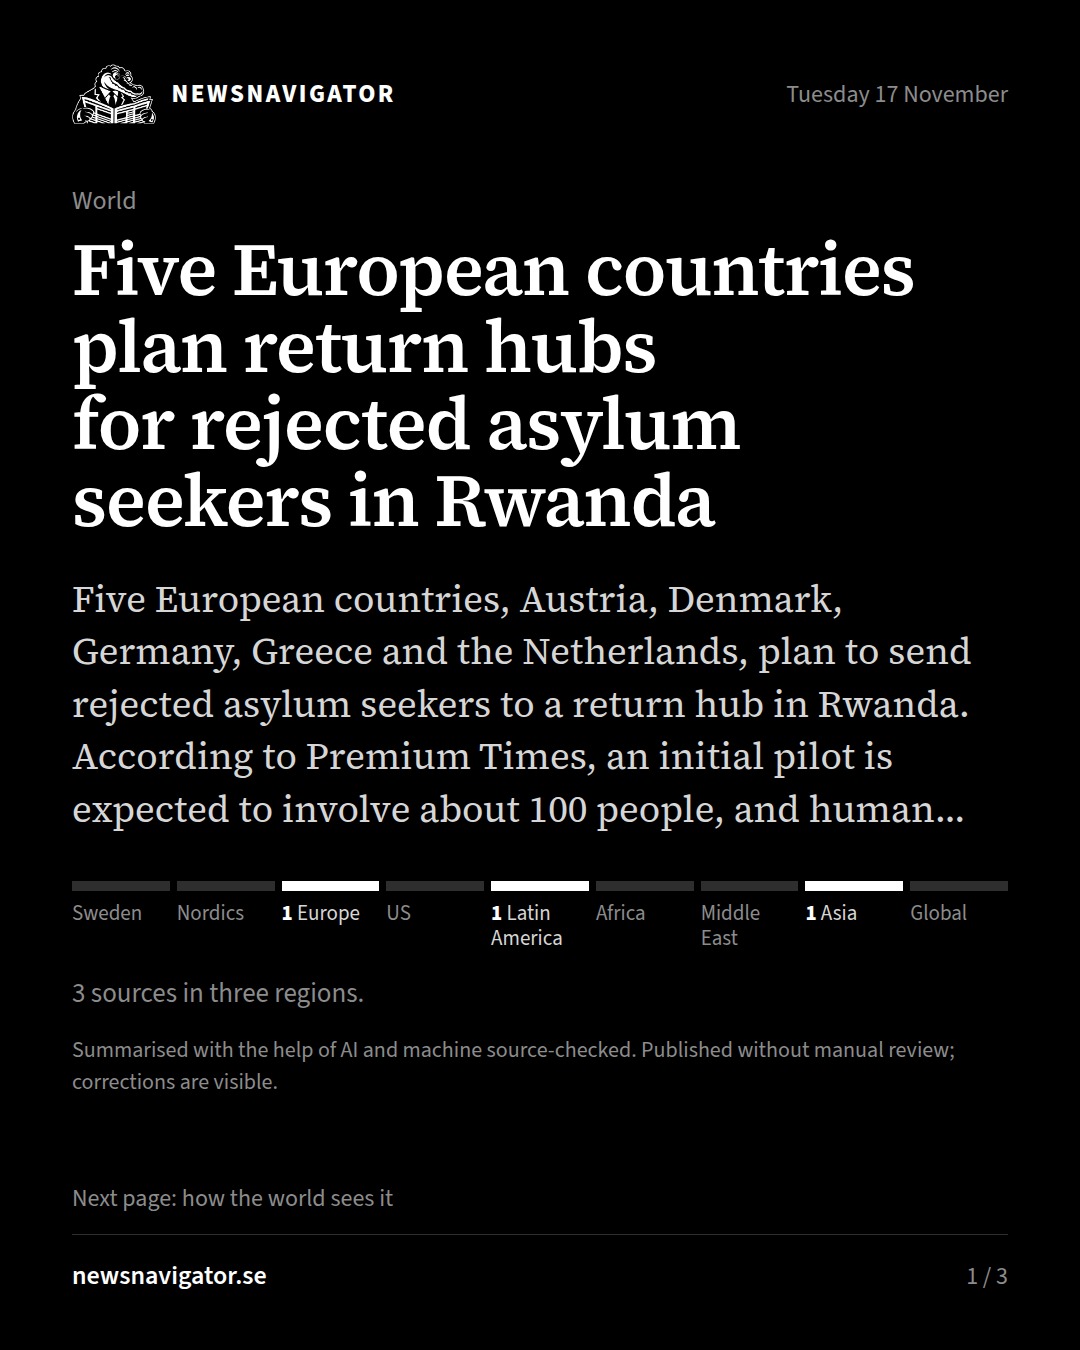 NEWSNAVIGATOR
Tuesday 17 November
World
Five European countries
plan return hubs
for rejected asylum
seekers in Rwanda
Five European countries, Austria, Denmark,
Germany, Greece and the Netherlands, plan to send
rejected asylum seekers to a return hub in Rwanda.
According to Premium Times, an initial pilot is
expected to involve about 100 people, and human...
Sweden
Nordics
1 Europe
US
1 Latin
America
Africa
Middle
East
1 Asia
Global
3 sources in three regions.
Summarised with the help of AI and machine source-checked. Published without manual review;
corrections are visible.
Next page: how the world sees it
newsnavigator.se
1 / 3